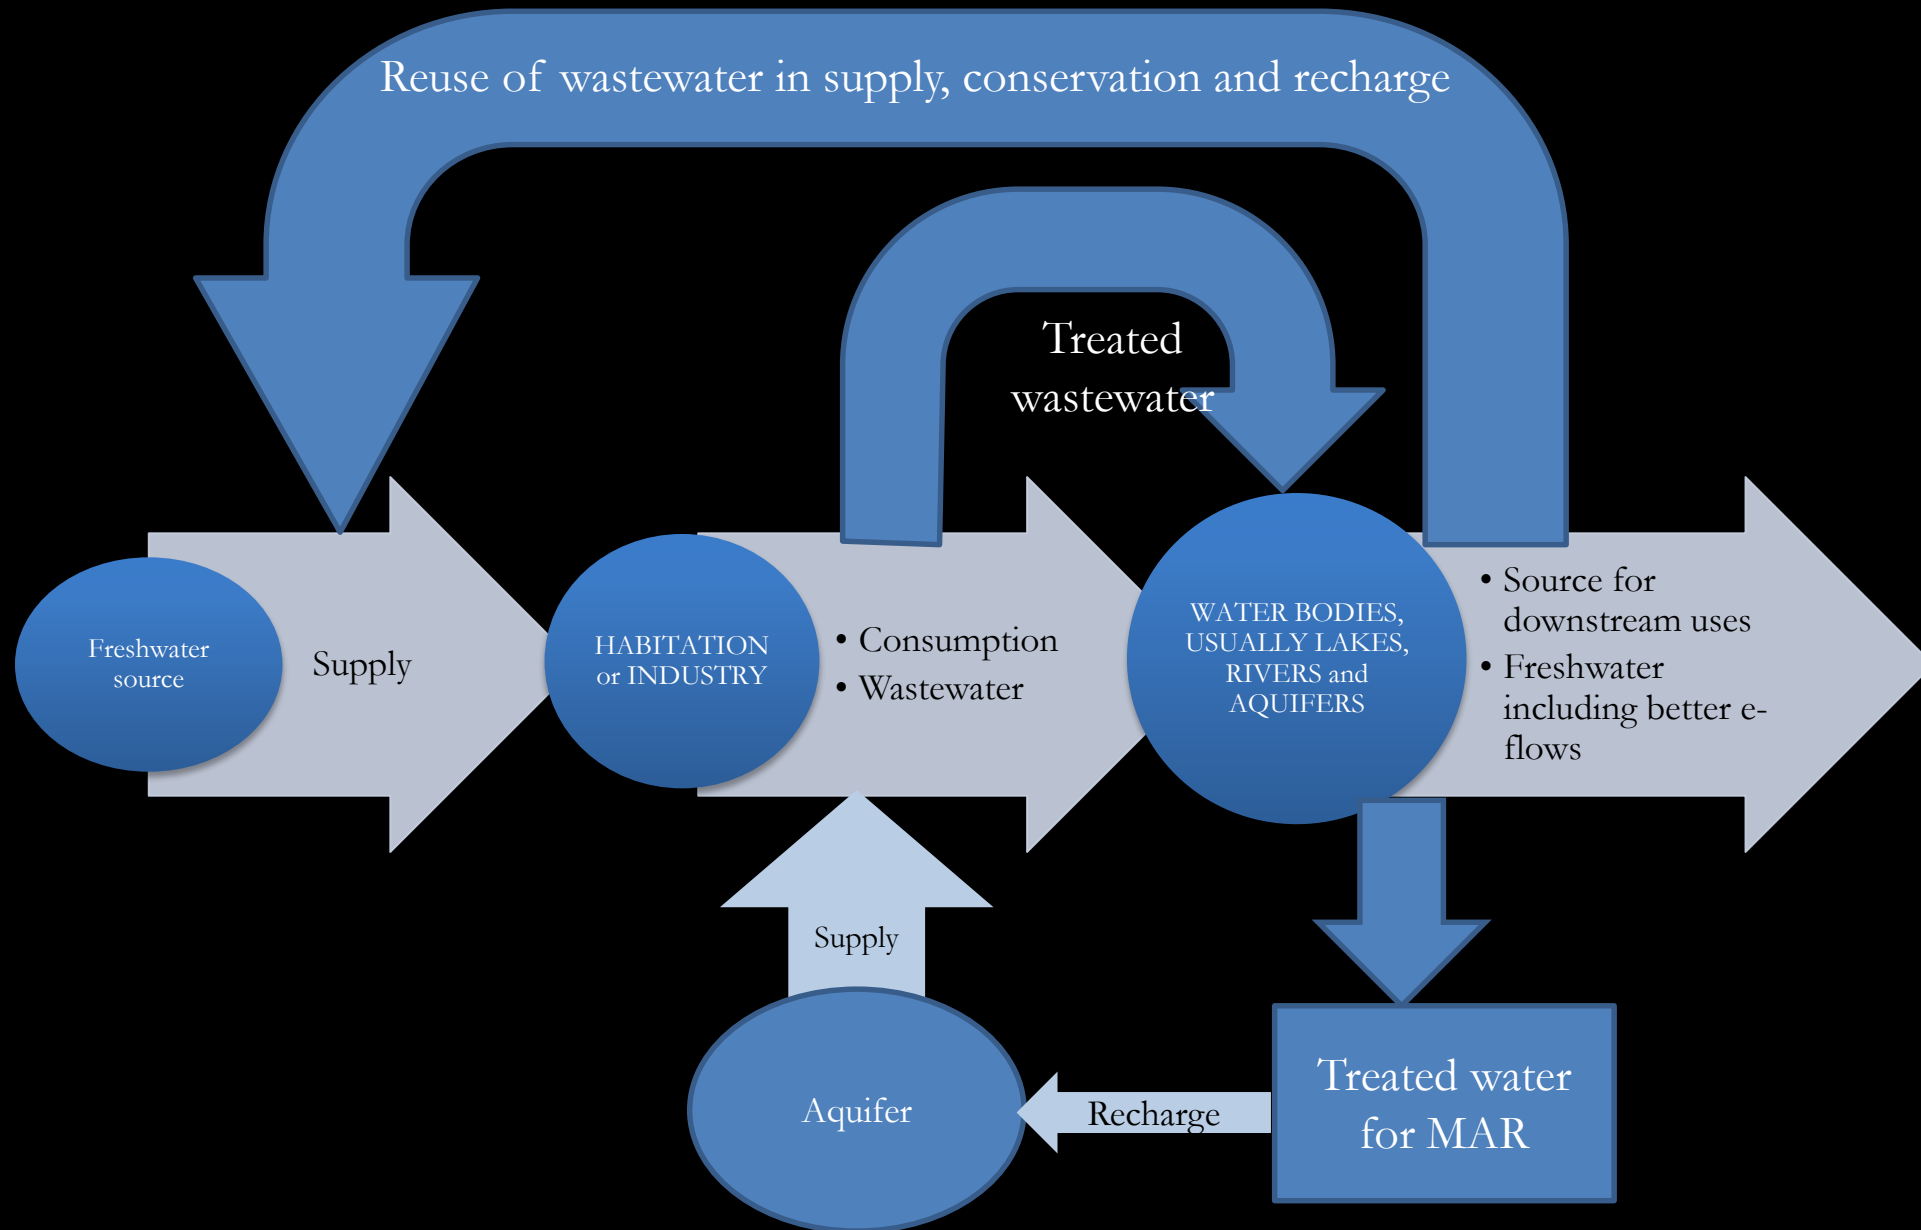 Reuse of wastewater in supply, conservation and recharge
Treated
wastewater
Freshwater
source
Supply
HABITATION
or INDUSTRY
• Consumption
• Wastewater
WATER BODIES,
USUALLY LAKES,
RIVERS and
AQUIFERS
• Source for
downstream uses
• Freshwater
including better e-
flows
Supply
Aquifer
Recharge
Treated water
for MAR